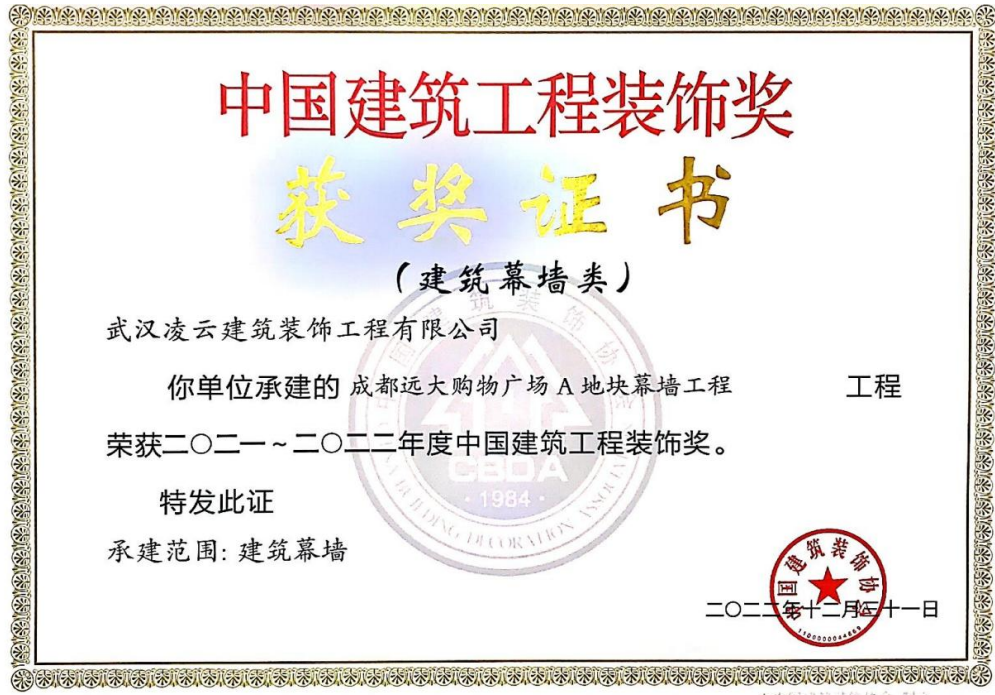 中国建筑工程装饰奖
获奖证书
（建筑幕墙类）
武汉凌云建筑装饰工程有限公司
你单位承建的 成都远大购物广场 A 地块幕墙工程 工程
荣获二〇二一～二〇二二年度中国建筑工程装饰奖。
特发此证
承建范围: 建筑幕墙
中国建筑装饰协会
二〇二二年十二月三十一日
CBDA
· 1984 ·